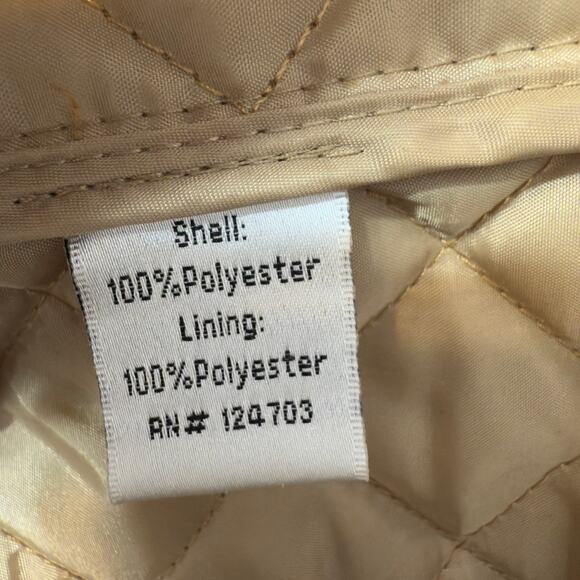 Shell:
100%Polyester
Lining:
100%Polyester
RN# 124703